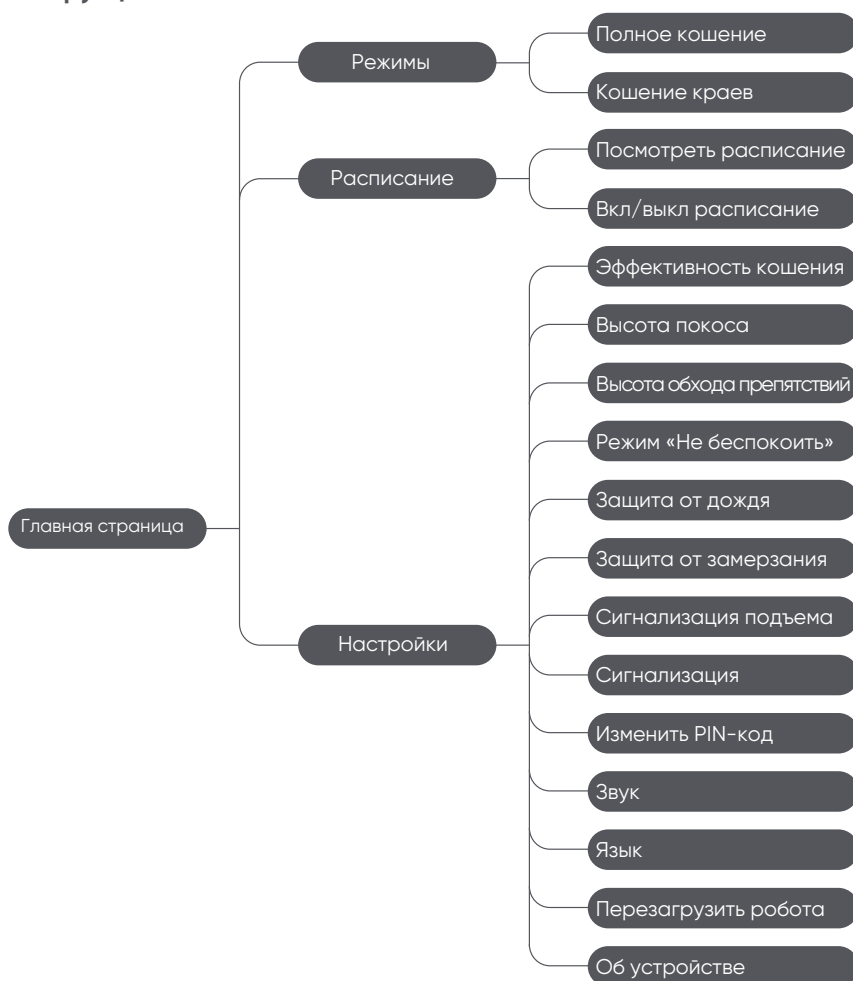 Режимы
Полное кошение
Кошение краев
Расписание
Посмотреть расписание
Вкл/выкл расписание
Главная страница
Настройки
Эффективность кошения
Высота покоса
Высота обхода препятствий
Режим «Не беспокоить»
Защита от дождя
Защита от замерзания
Сигнализация подъема
Сигнализация
Изменить PIN-код
Звук
Язык
Перезагрузить робота
Об устройстве